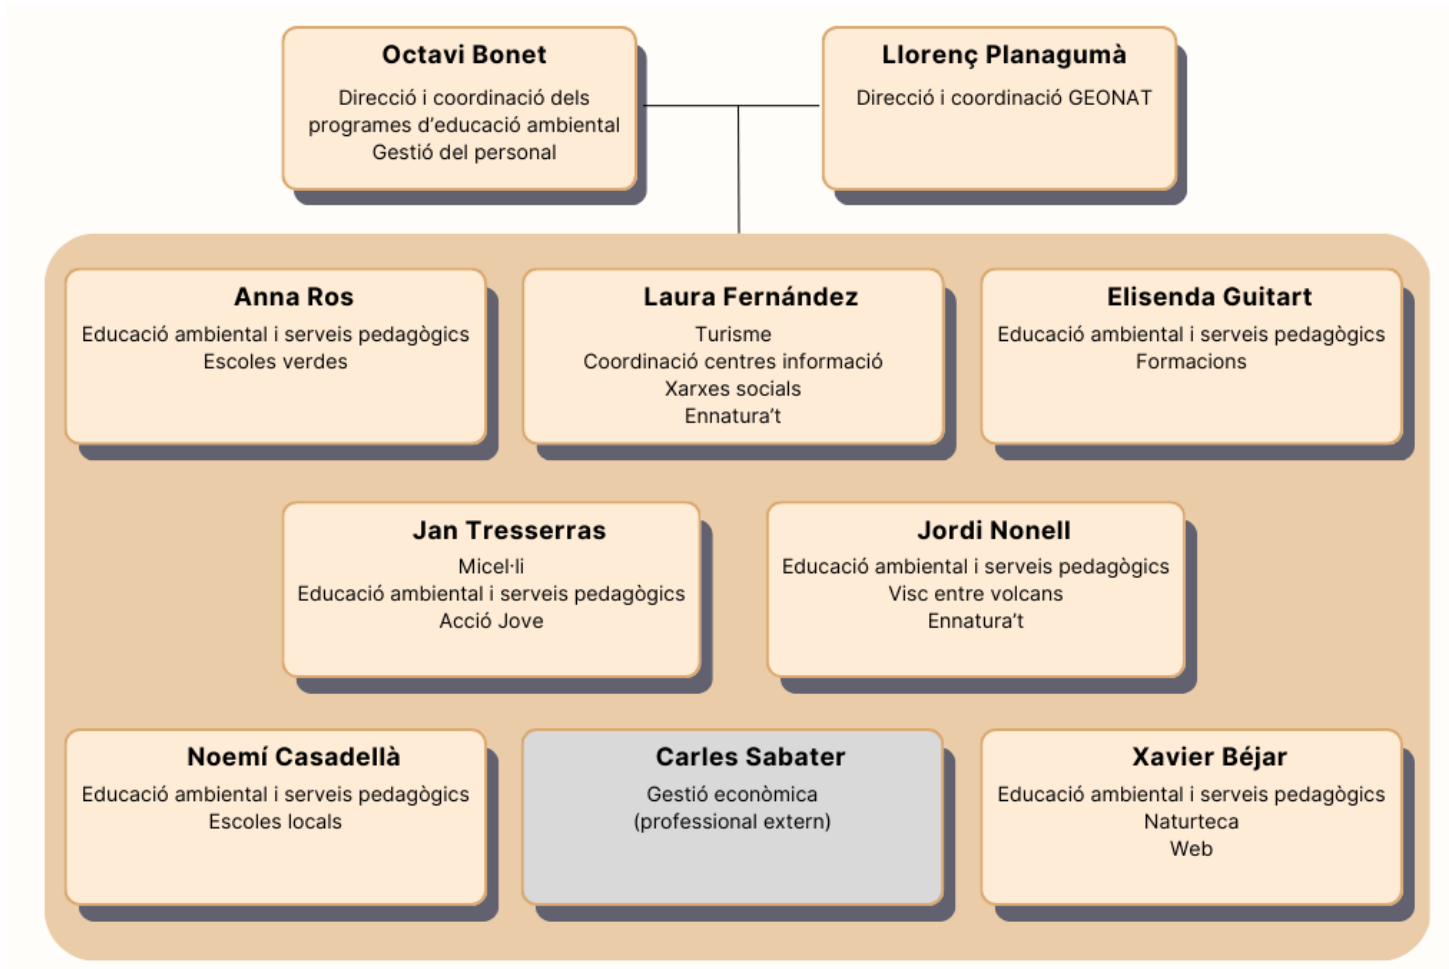 Octavi Bonet
Direcció i coordinació dels
programes d'educació ambiental
Gestió del personal
Llorenç Planagumà
Direcció i coordinació GEONAT
Anna Ros
Educació ambiental i serveis pedagògics
Escoles verdes
Laura Fernández
Turisme
Coordinació centres informació
Xarxes socials
Ennatura't
Elisenda Guitart
Educació ambiental i serveis pedagògics
Formacions
Jan Tresserras
Micel·li
Educació ambiental i serveis pedagògics
Acció Jove
Jordi Nonell
Educació ambiental i serveis pedagògics
Visc entre volcans
Ennatura't
Noemí Casadellà
Educació ambiental i serveis pedagògics
Escoles locals
Carles Sabater
Gestió econòmica
(professional extern)
Xavier Béjar
Educació ambiental i serveis pedagògics
Naturteca
Web